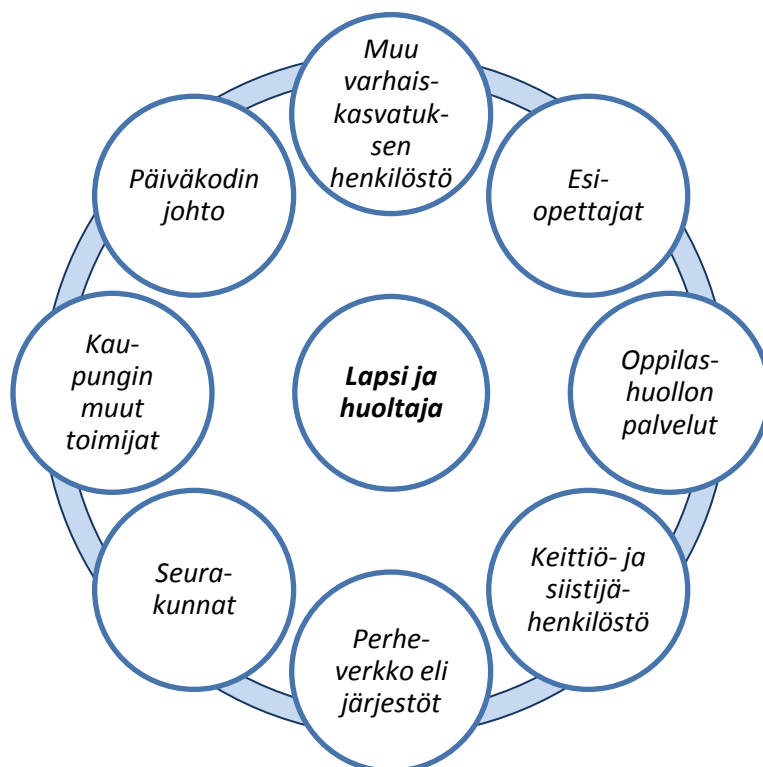 Muu
varhais-
kasvatuk-
sen
henkilöstö
Esi-
opettajat
Oppilas-
huollon
palvelut
Keittiö- ja
siistijä-
henkilöstö
Perhe-
verkko eli
järjestöt
Seura-
kunnat
Kau-
pungin
muut
toimijat
Päiväkodin
johto
Lapsi ja
huoltaja